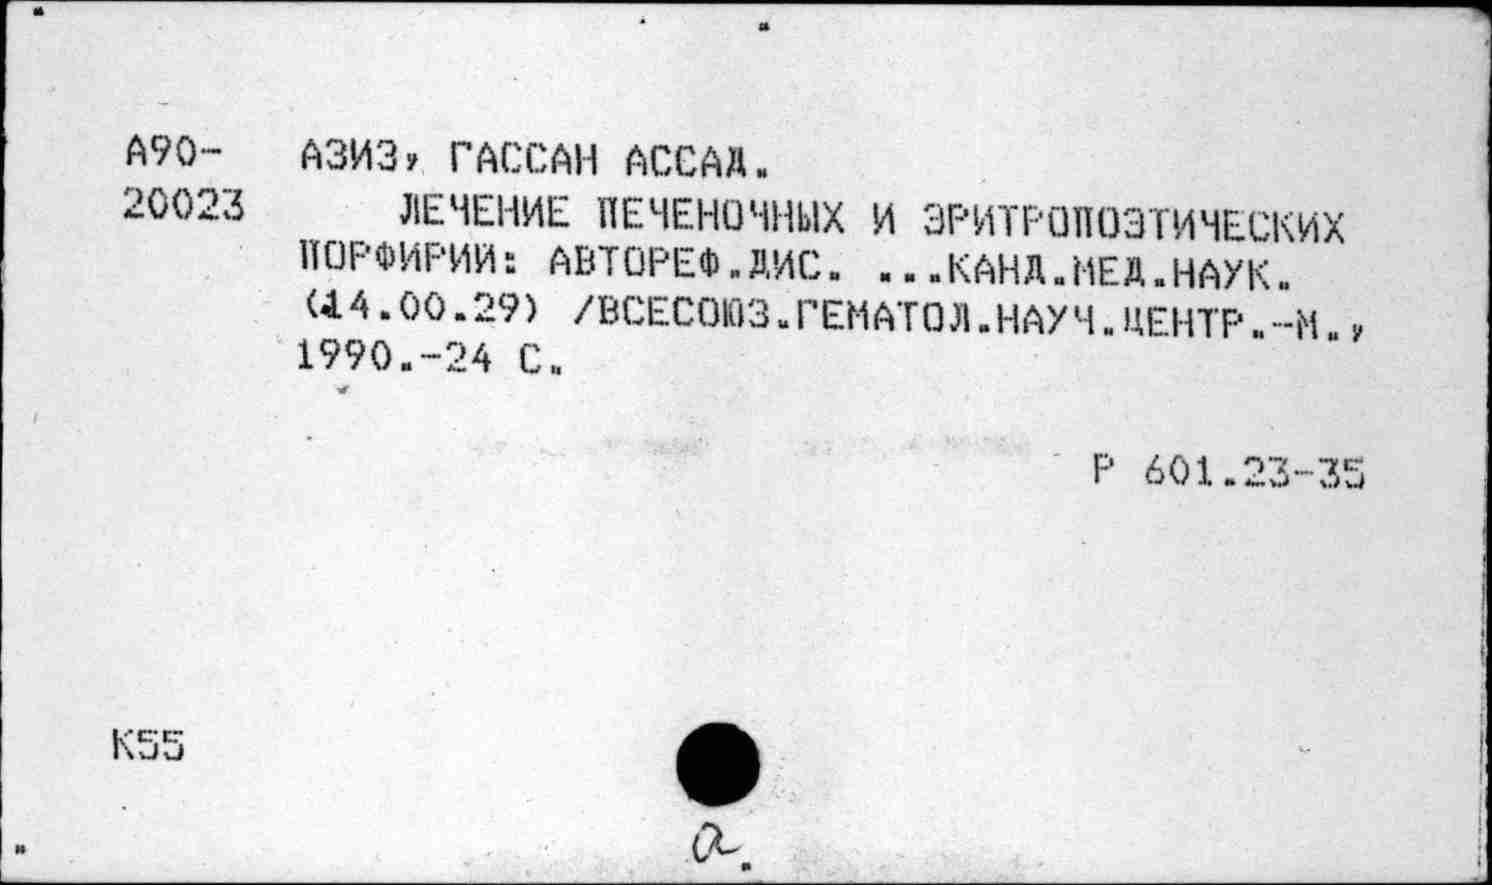 А90- АЗИЗ, ГАССАН АССАД.
20023 ЛЕЧЕНИЕ ПЕЧЕНОЧНЫХ И ЭРИТРОПОЭТИЧЕСКИХ
ПОРФИРИЙ: АВТОРЕФ.ДИС. ...КАНД.МЕД.НАУК.
(14.00.29) /ВСЕСОЮЗ.ГЕМАТОЛ.НАУЧ.ЦЕНТР.-М.,
1990.-24 С.
Р 601.23-35
К55
а.